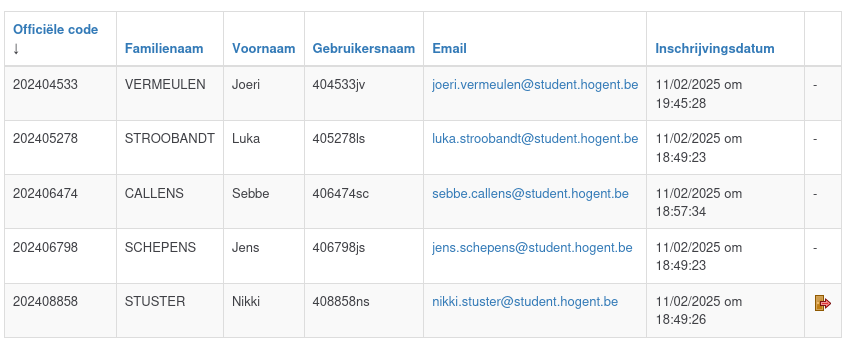 Officiële code ↓ Familienaam Voornaam Gebruikersnaam Email Inschrijvingsdatum
202404533 VERMEULEN Joeri 404533jv joeri.vermeulen@student.hogent.be 11/02/2025 om 19:45:28 -
202405278 STROOBANDT Luka 405278ls luka.stroobandt@student.hogent.be 11/02/2025 om 18:49:23 -
202406474 CALLENS Sebbe 406474sc sebbe.callens@student.hogent.be 11/02/2025 om 18:57:34 -
202406798 SCHEPENS Jens 406798js jens.schepens@student.hogent.be 11/02/2025 om 18:49:23 -
202408858 STUSTER Nikki 408858ns nikki.stuster@student.hogent.be 11/02/2025 om 18:49:26